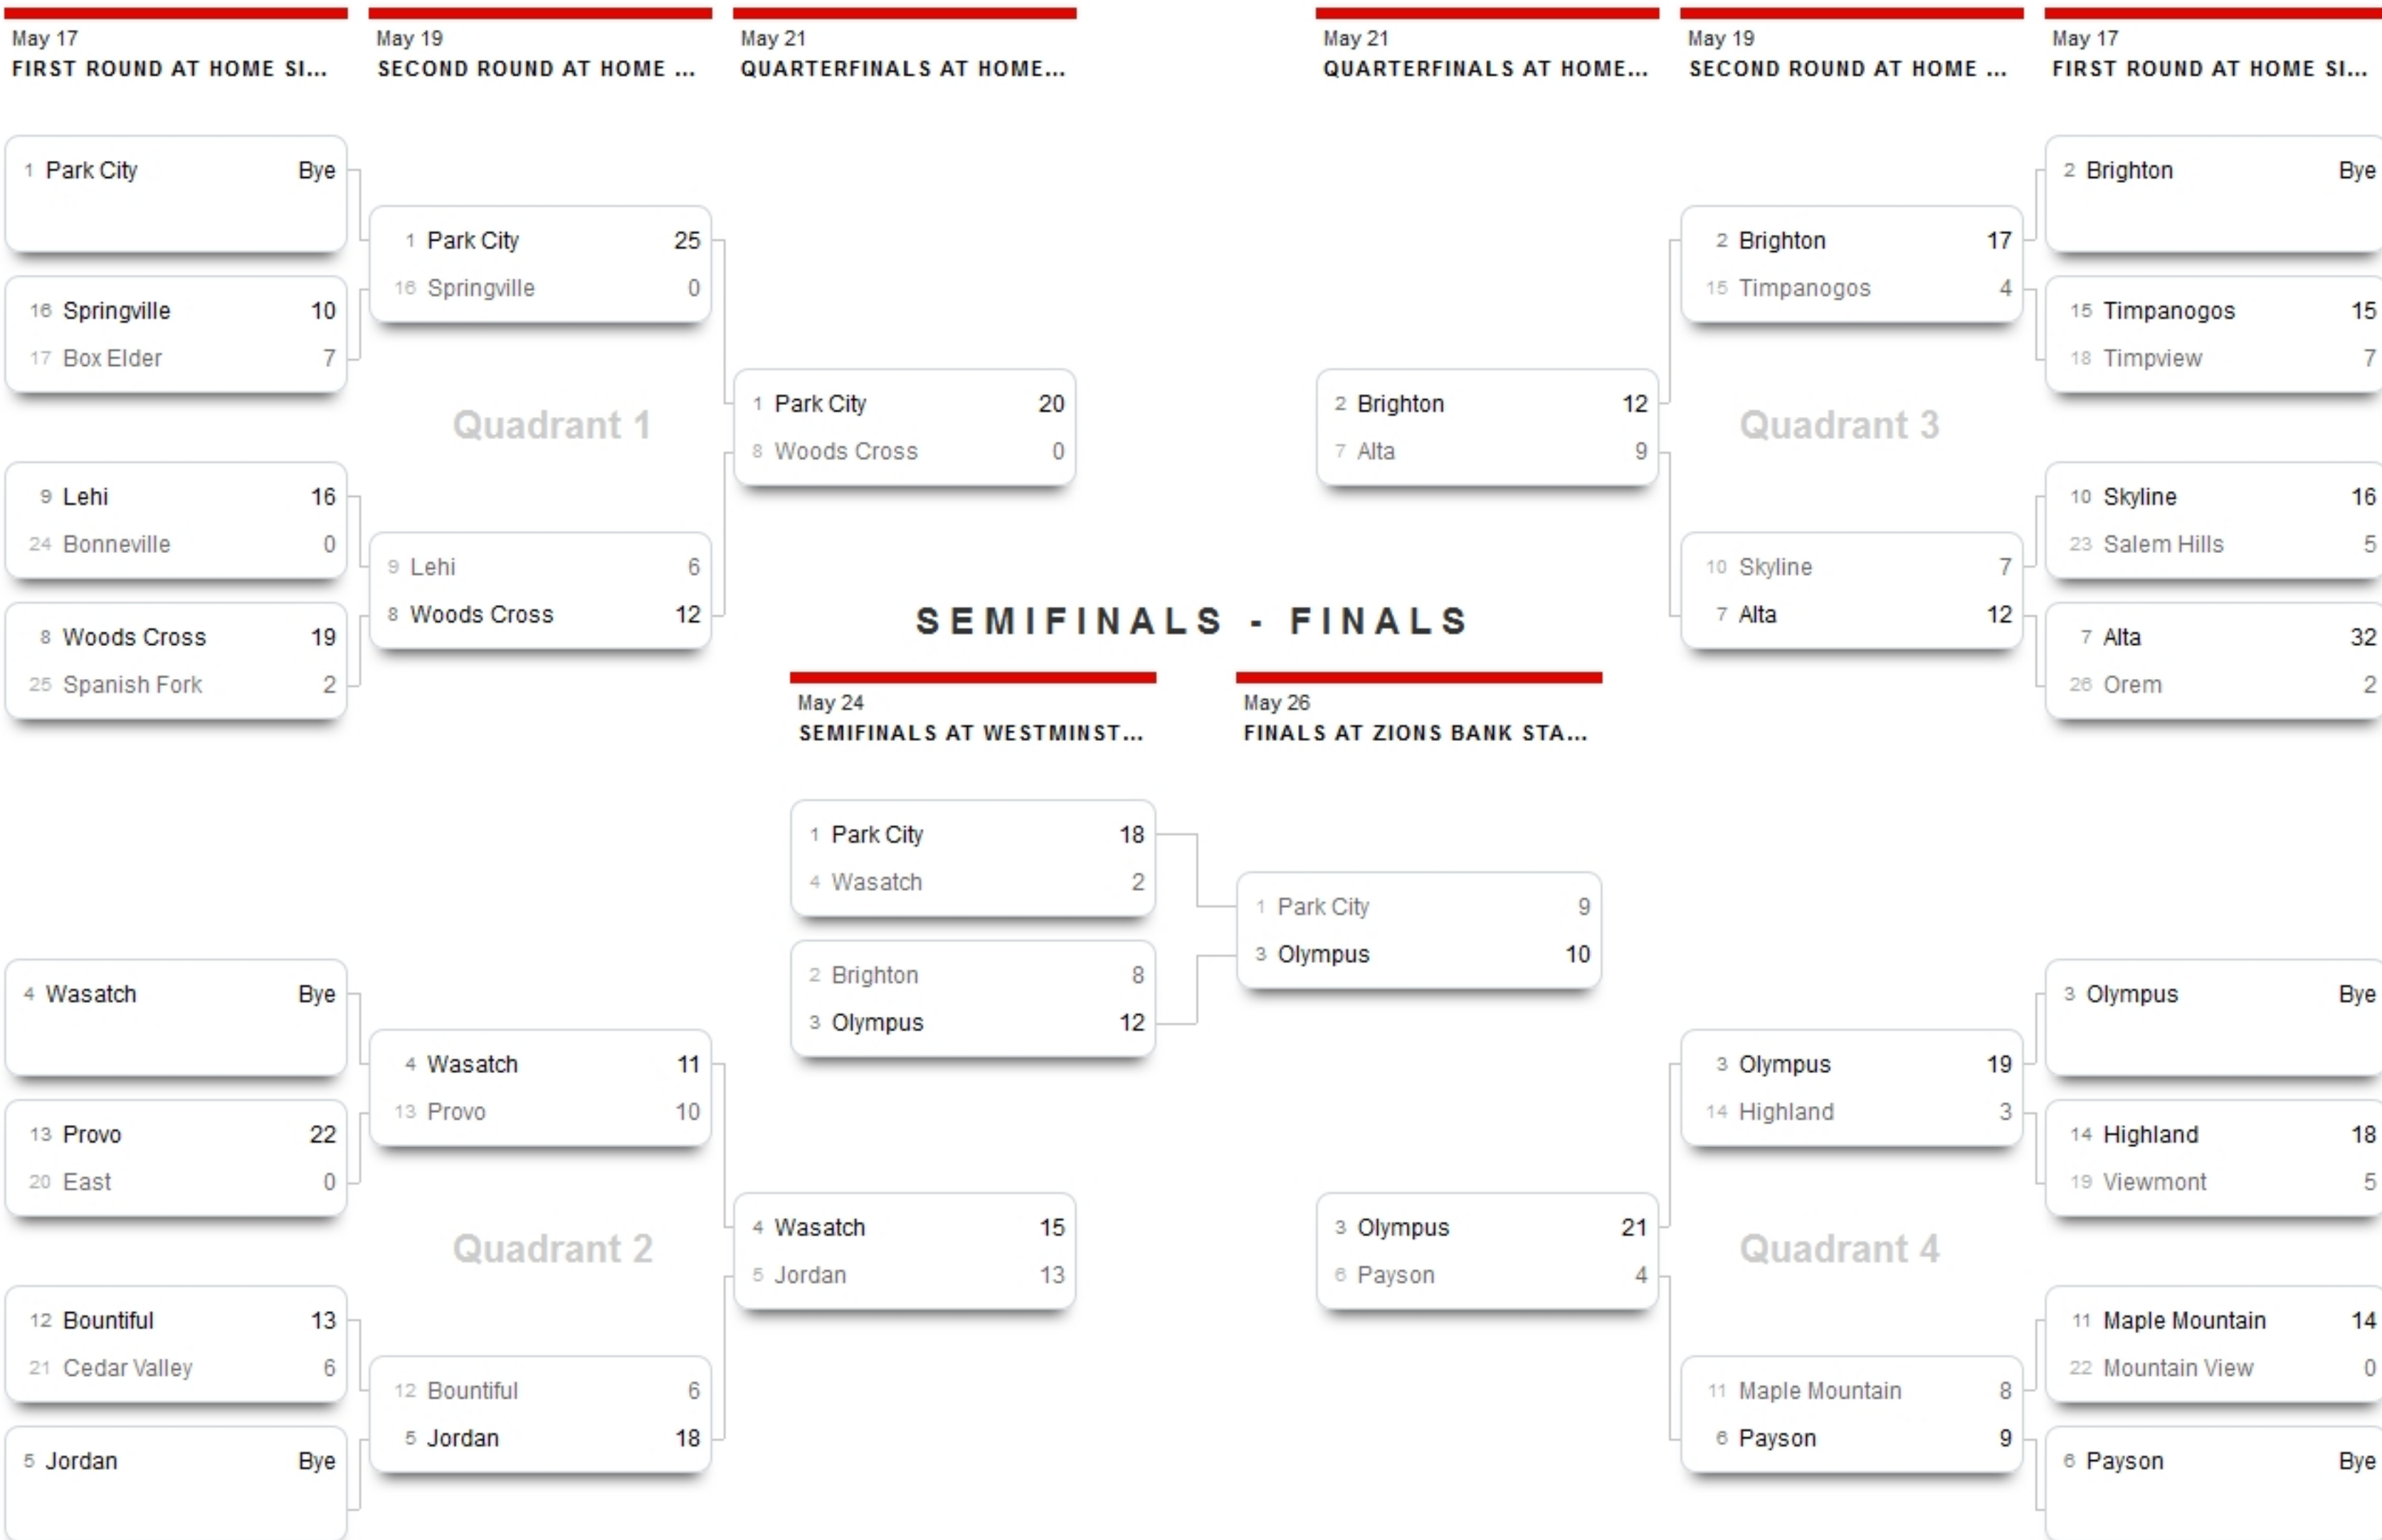 May 17
FIRST ROUND AT HOME SI...
May 19
SECOND ROUND AT HOME ...
May 21
QUARTERFINALS AT HOME...
May 21
QUARTERFINALS AT HOME...
May 19
SECOND ROUND AT HOME ...
May 17
FIRST ROUND AT HOME SI...
1 Park City Bye
16 Springville 10
17 Box Elder 7
9 Lehi 16
24 Bonneville 0
8 Woods Cross 19
25 Spanish Fork 2
1 Park City 25
16 Springville 0
Quadrant 1
9 Lehi 6
8 Woods Cross 12
1 Park City 20
8 Woods Cross 0
2 Brighton 12
7 Alta 9
2 Brighton 17
15 Timpanogos 4
Quadrant 3
10 Skyline 7
7 Alta 12
2 Brighton Bye
15 Timpanogos 15
18 Timpview 7
10 Skyline 16
23 Salem Hills 5
7 Alta 32
26 Orem 2
SEMIFINALS - FINALS
May 24
SEMIFINALS AT WESTMINST...
May 26
FINALS AT ZIONS BANK STA...
1 Park City 18
4 Wasatch 2
2 Brighton 8
3 Olympus 12
1 Park City 9
3 Olympus 10
4 Wasatch Bye
13 Provo 22
20 East 0
12 Bountiful 13
21 Cedar Valley 6
5 Jordan Bye
4 Wasatch 11
13 Provo 10
Quadrant 2
12 Bountiful 6
5 Jordan 18
4 Wasatch 15
5 Jordan 13
3 Olympus 21
6 Payson 4
3 Olympus 19
14 Highland 3
Quadrant 4
11 Maple Mountain 8
6 Payson 9
3 Olympus Bye
14 Highland 18
19 Viewmont 5
11 Maple Mountain 14
22 Mountain View 0
6 Payson Bye